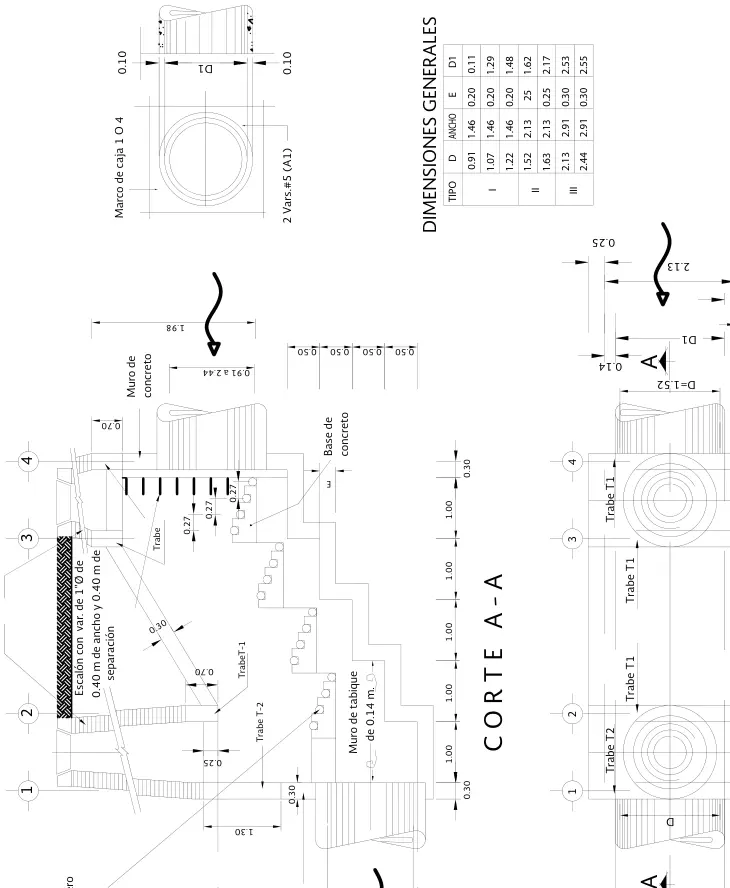 0.10
D1
0.10
Marco de caja 1 O 4
2 Vars.#5 (A1)
DIMENSIONES GENERALES
TIPO D ANCHO E D1
I 0.91 1.46 0.20 0.11
1.07 1.46 0.20 1.29
1.22 1.46 0.20 1.48
II 1.52 2.13 25 1.62
1.63 2.13 0.25 2.17
III 2.13 2.91 0.30 2.53
2.44 2.91 0.30 2.55
1.98
0.91 a 2.44
0.50
0.50
0.50
0.50
Muro de
concreto
0.70
Base de
concreto
E
4
3
2
1
Trabe
0.27
0.27
0.27
Escalón con var. de 1"Ø de
0.40 m de ancho y 0.40 m de
separación
0.30
0.70
TrabeT-1
Trabe T-2
0.25
1.30
0.30
Muro de tabique
de 0.14 m.
0.30
1.00
1.00
1.00
1.00
1.00
0.30
CORTE A-A
ero
0.25
2.13
D1
0.14
A
D=1.52
4
3
2
1
Trabe T1
Trabe T1
Trabe T1
Trabe T2
D
A